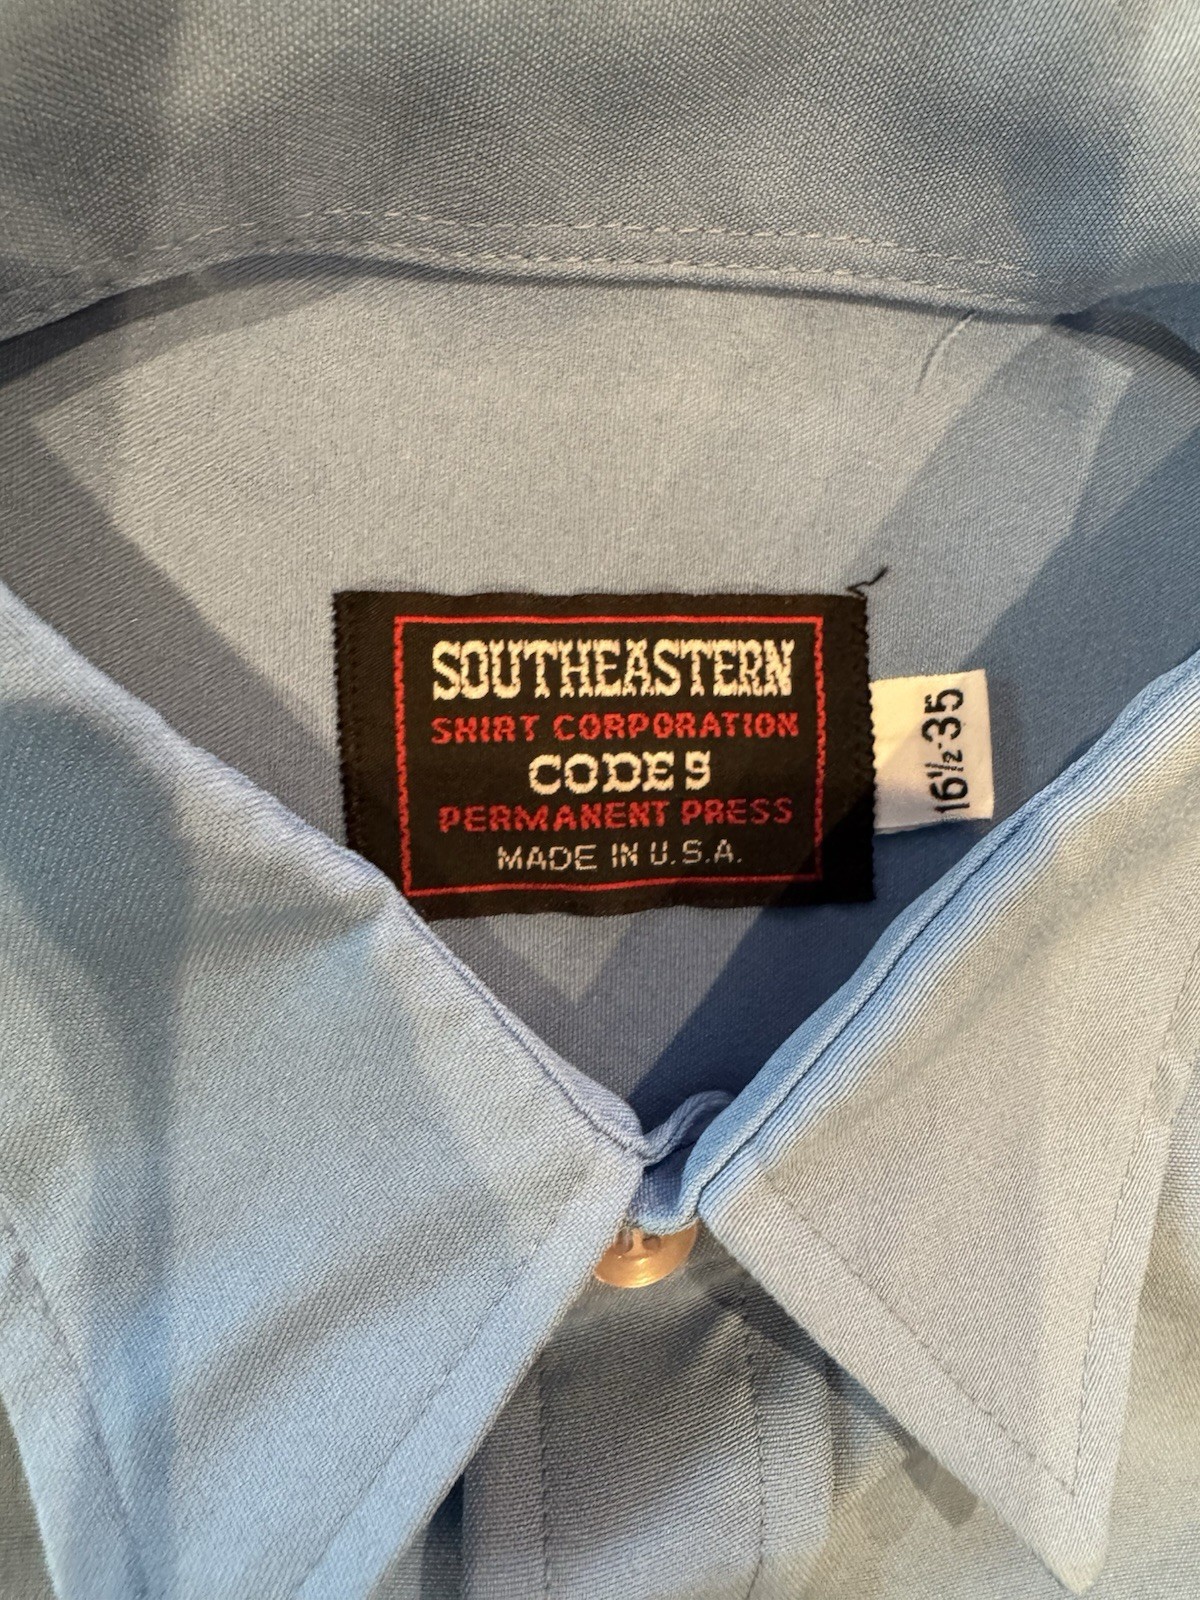 SOUTHEASTERN
SHIRT CORPORATION
CODE 9
PERMANENT PRESS
MADE IN U.S.A.
16½-35